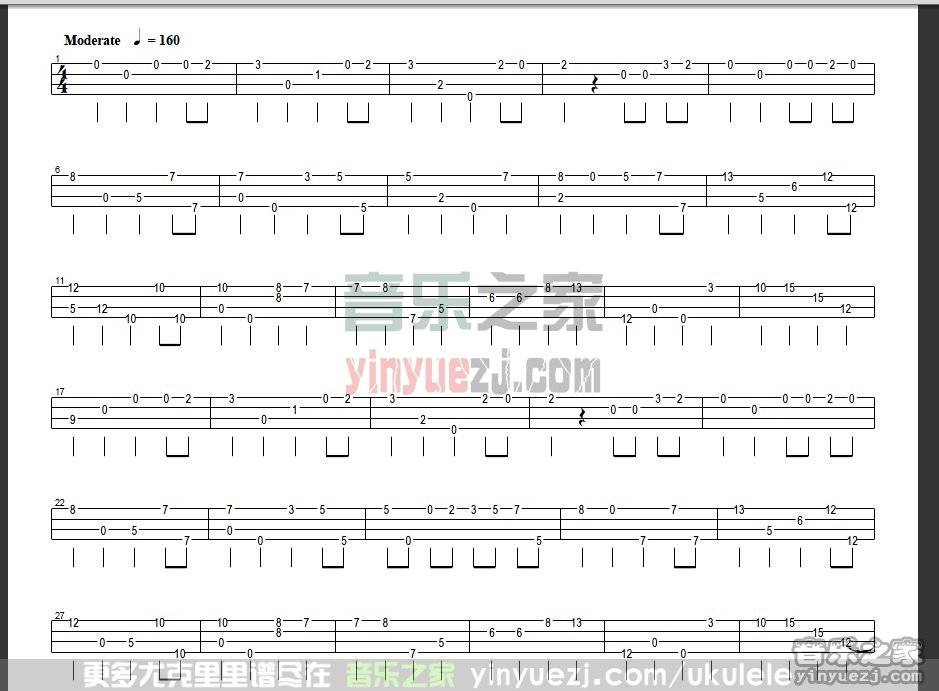 Moderate ♩ = 160
1
0 0 0 2 3 0 2 3 2 0 2 3 2 0 0 0 2 0
4 0 1 0 0 0
4 0 2
0
6
8 7 7 3 5 5 7 8 0 5 7 13 12
6
0 5 0 2 2 5
7 0 5 0 7 12
11
12 10 10 8 7 7 8 8 13 3 10 15
8 6 6 15
5 12 0 5 0 12
10 10 0 7 12 0
音乐之家
yinyuezj.com
17
0 0 2 3 0 2 3 2 0 2 3 2 0 0 0 2 0
0 1 0 0 0
9 0 2
0
22
8 7 7 3 5 5 0 2 3 5 7 8 0 7 13 12
6
0 5 0 5
7 0 5 0 5 7 7 12
27
12 10 10 8 7 7 8 8 13 3 10 15
8 6 6 15
0 5 0 5 0 12
10 0 7 12 0
更多尤克里里谱尽在 音乐之家 yinyuezj.com/ukulele
音乐之家
yinyuezj.com